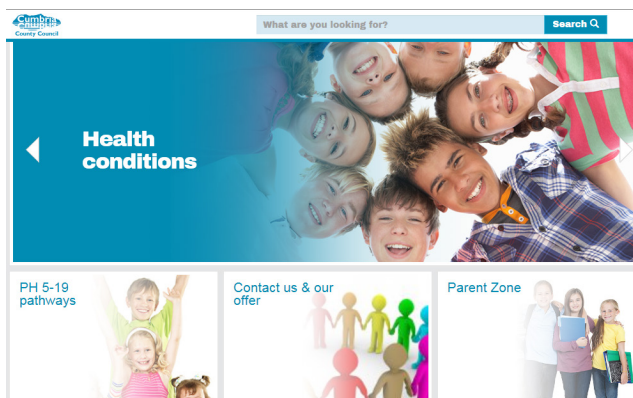 Cumbria
County Council
What are you looking for?
Search
Health
conditions
PH 5-19
pathways
Contact us & our
offer
Parent Zone